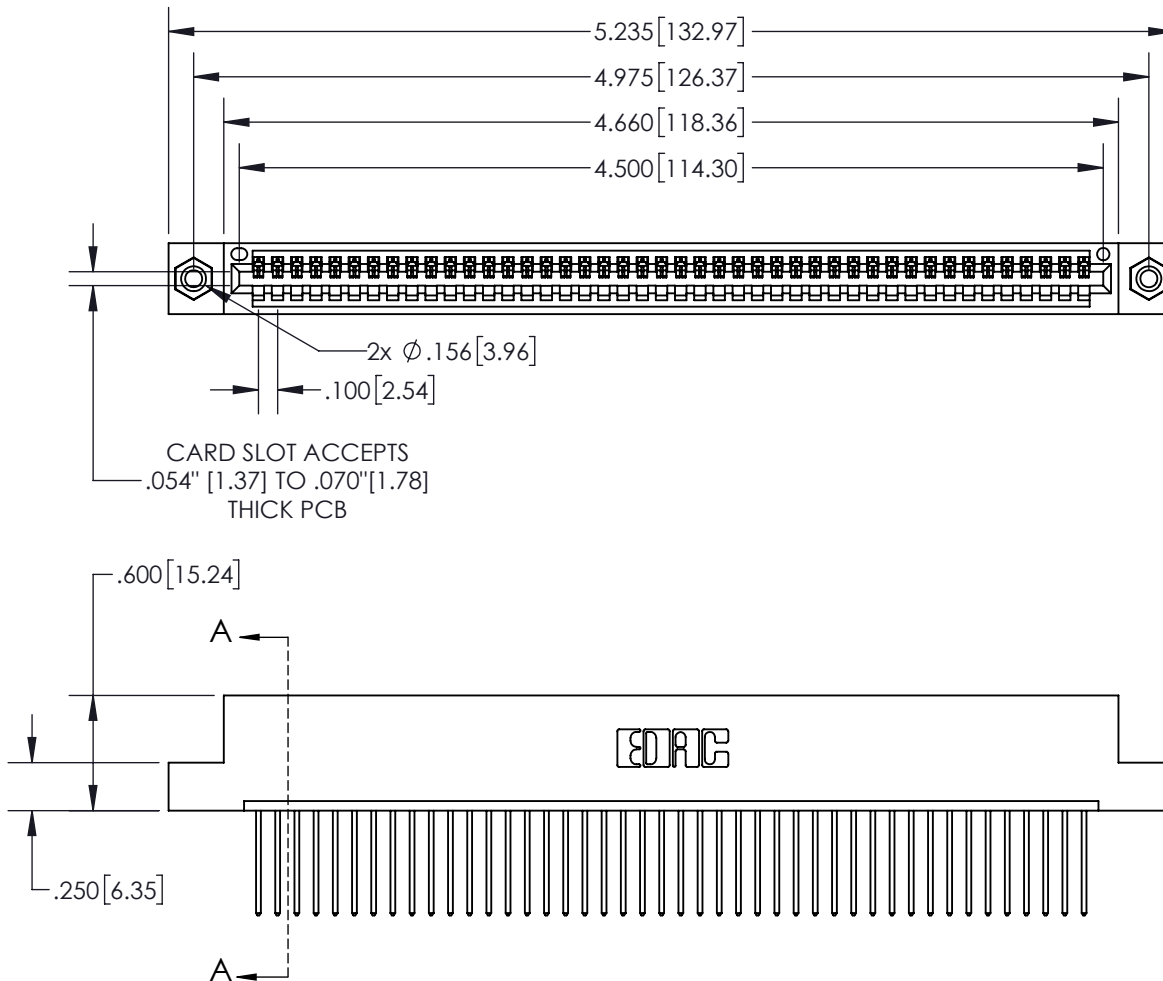 5.235[132.97]
4.975[126.37]
4.660[118.36]
4.500[114.30]
2x Ø.156[3.96]
.100[2.54]
CARD SLOT ACCEPTS
.054" [1.37] TO .070"[1.78]
THICK PCB
.600[15.24]
A
EDAC
.250[6.35]
A